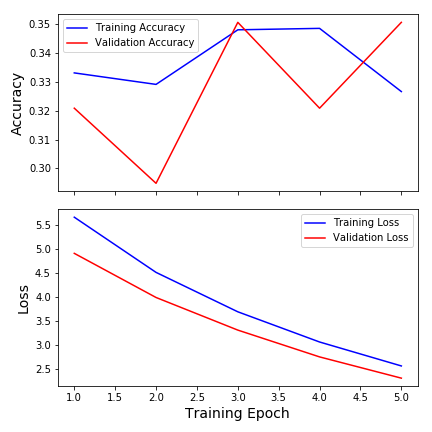 0.35
0.34
0.33
0.32
0.31
0.30
Accuracy
Training Accuracy
Validation Accuracy
5.5
5.0
4.5
4.0
3.5
3.0
2.5
Loss
Training Loss
Validation Loss
1.0 1.5 2.0 2.5 3.0 3.5 4.0 4.5 5.0
Training Epoch